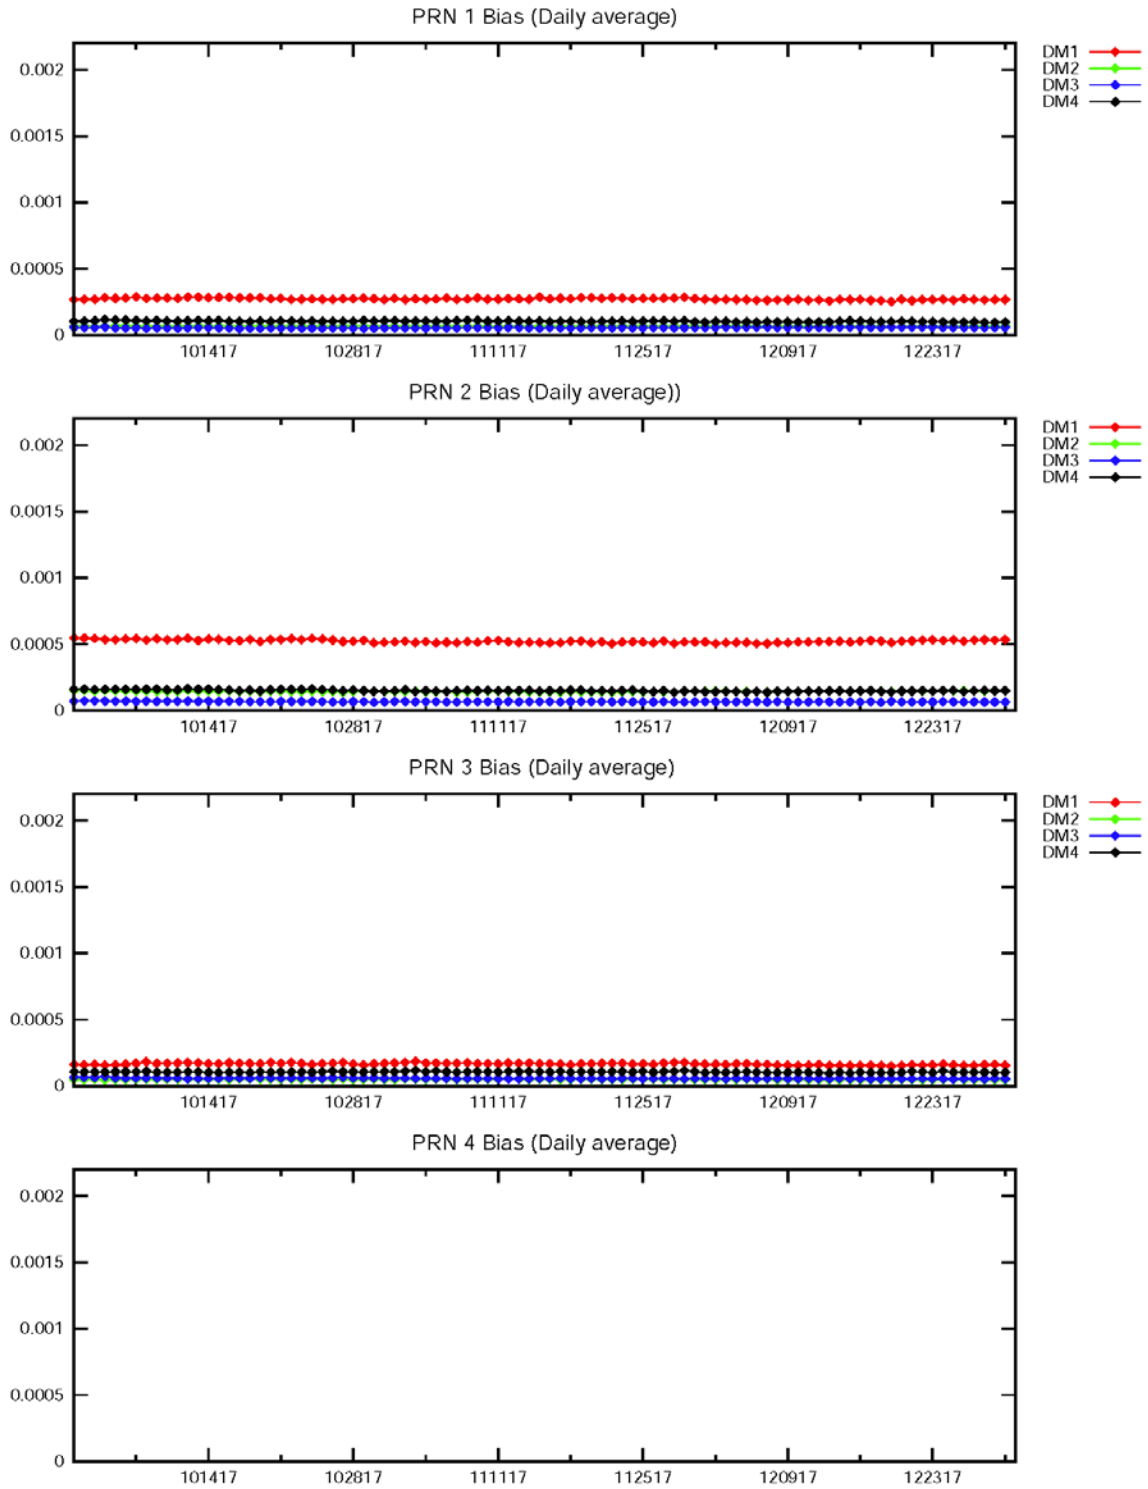 PRN 1 Bias (Daily average)
DM1
DM2
DM3
DM4
0.002
0.0015
0.001
0.0005
0
101417 102817 111117 112517 120917 122317
PRN 2 Bias (Daily average))
DM1
DM2
DM3
DM4
0.002
0.0015
0.001
0.0005
0
101417 102817 111117 112517 120917 122317
PRN 3 Bias (Daily average)
DM1
DM2
DM3
DM4
0.002
0.0015
0.001
0.0005
0
101417 102817 111117 112517 120917 122317
PRN 4 Bias (Daily average)
0.002
0.0015
0.001
0.0005
0
101417 102817 111117 112517 120917 122317